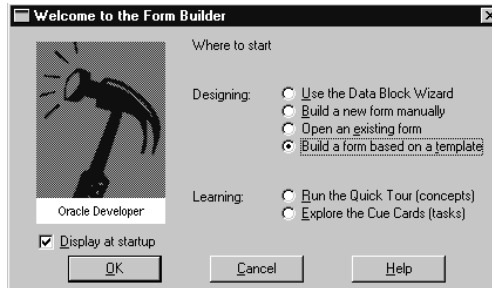 Welcome to the Form Builder
Where to start
Designing:
Use the Data Block Wizard
Build a new form manually
Open an existing form
Build a form based on a template
Oracle Developer
Learning:
Run the Quick Tour (concepts)
Explore the Cue Cards (tasks)
Display at startup
OK
Cancel
Help